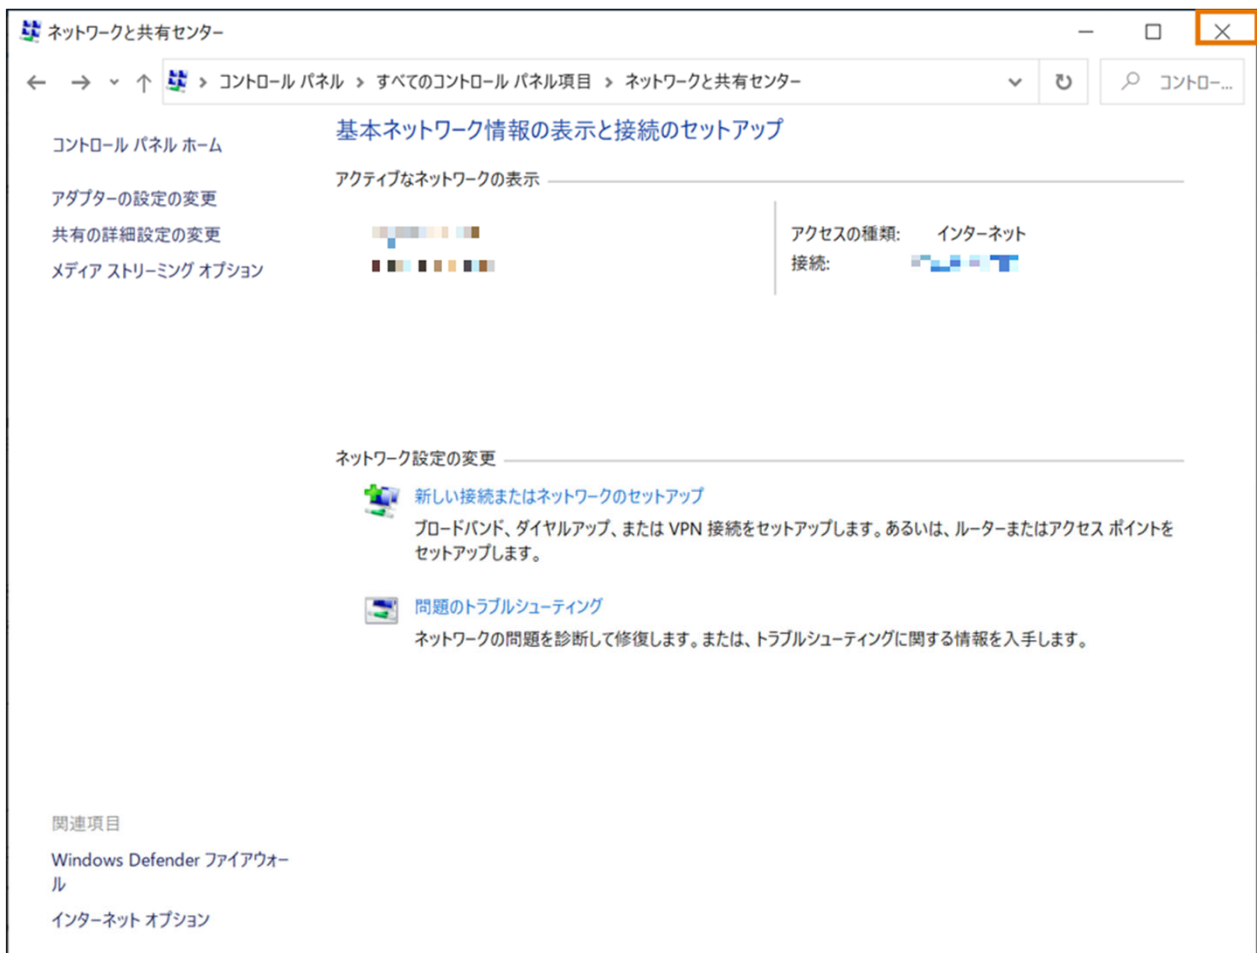 ネットワークと共有センター
コントロール パネル › すべてのコントロール パネル項目 › ネットワークと共有センター
コントロー...
コントロール パネル ホーム
アダプターの設定の変更
共有の詳細設定の変更
メディア ストリーミング オプション
基本ネットワーク情報の表示と接続のセットアップ
アクティブなネットワークの表示
アクセスの種類: インターネット
接続:
ネットワーク設定の変更
新しい接続またはネットワークのセットアップ
ブロードバンド、ダイヤルアップ、または VPN 接続をセットアップします。あるいは、ルーターまたはアクセス ポイントを
セットアップします。
問題のトラブルシューティング
ネットワークの問題を診断して修復します。または、トラブルシューティングに関する情報を入手します。
関連項目
Windows Defender ファイアウォー
ル
インターネット オプション